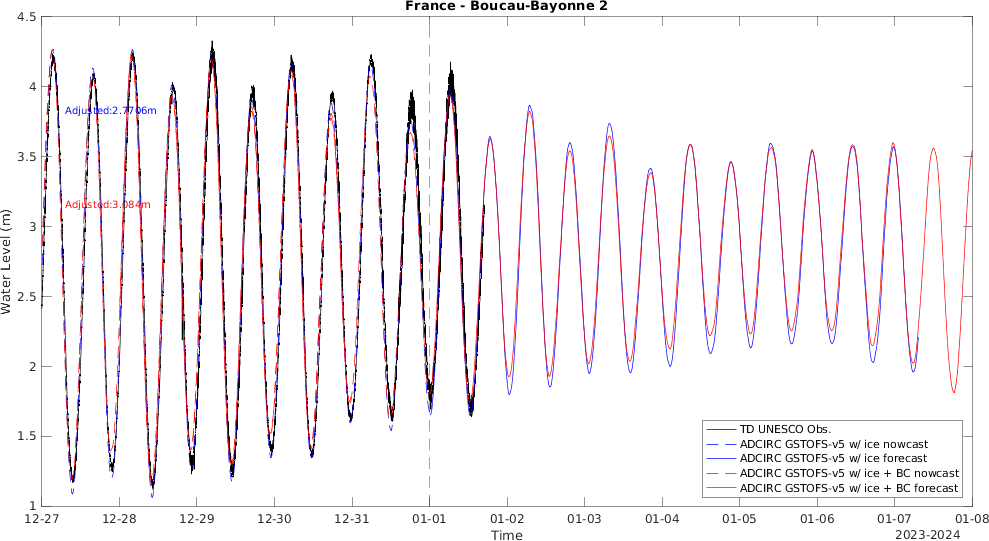 France - Boucau-Bayonne 2
4.5
4
3.5
3
2.5
2
1.5
1
Water Level (m)
Adjusted:2.7706m
Adjusted:3.084m
TD UNESCO Obs.
ADCIRC GSTOFS-v5 w/ ice nowcast
ADCIRC GSTOFS-v5 w/ ice forecast
ADCIRC GSTOFS-v5 w/ ice + BC nowcast
ADCIRC GSTOFS-v5 w/ ice + BC forecast
12-27 12-28 12-29 12-30 12-31 01-01 01-02 01-03 01-04 01-05 01-06 01-07 01-08
Time
2023-2024